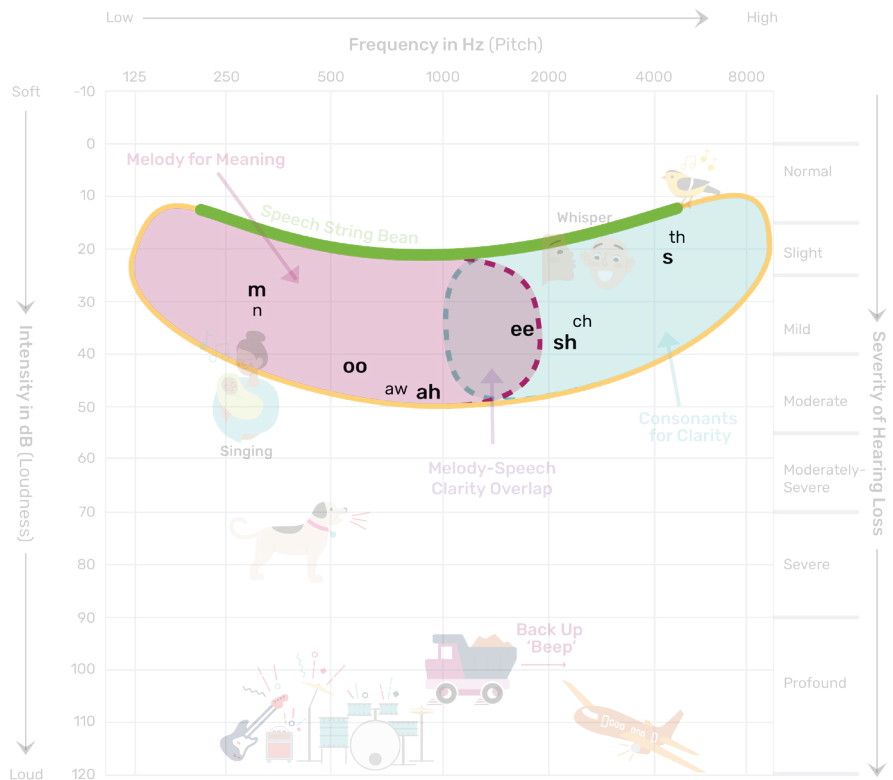 Low
High
Frequency in Hz (Pitch)
125 250 500 1000 2000 4000 8000
Soft
-10
0
Normal
Melody for Meaning
10
Speech String Bean
Whisper
th
20
Slight
s
m
30
n
ch
ee
Mild
sh
40
oo
aw
ah
Moderate
50
Consonants
for Clarity
Singing
60
Melody-Speech
Clarity Overlap
Moderately-
Severe
70
80
Severe
90
Back Up
‘Beep’
100
Profound
110
120
Loud
Intensity in dB (Loudness)
Severity of Hearing Loss